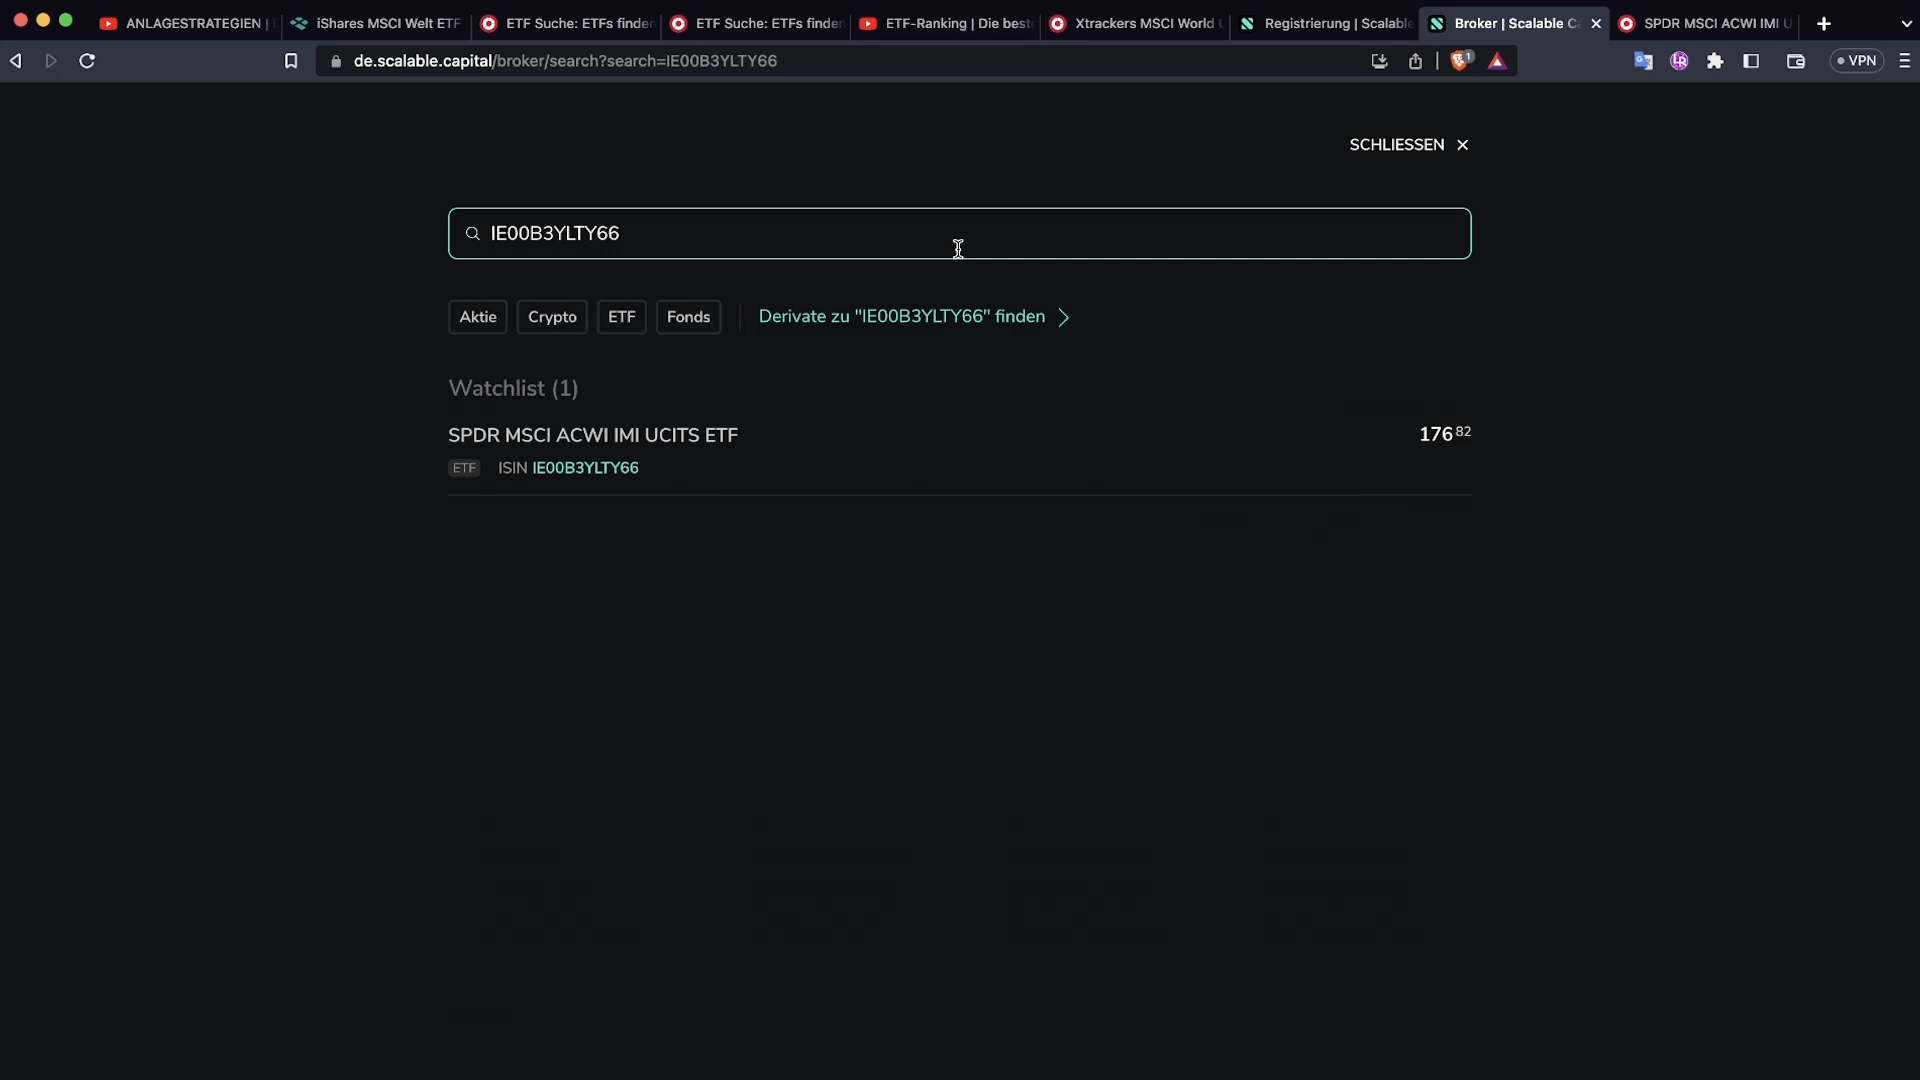 ANLAGESTRATEGIEN |
iShares MSCI Welt ETF
ETF Suche: ETFs finden
ETF Suche: ETFs finden
ETF-Ranking | Die best
Xtrackers MSCI World U
Registrierung | Scalable
Broker | Scalable C
SPDR MSCI ACWI IMI U
de.scalable.capital/broker/search?search=IE00B3YLTY66
1
VPN
SCHLIESSEN
IE00B3YLTY66
Aktie
Crypto
ETF
Fonds
Derivate zu "IE00B3YLTY66" finden
Watchlist (1)
SPDR MSCI ACWI IMI UCITS ETF
176 82
ETF
ISIN IE00B3YLTY66